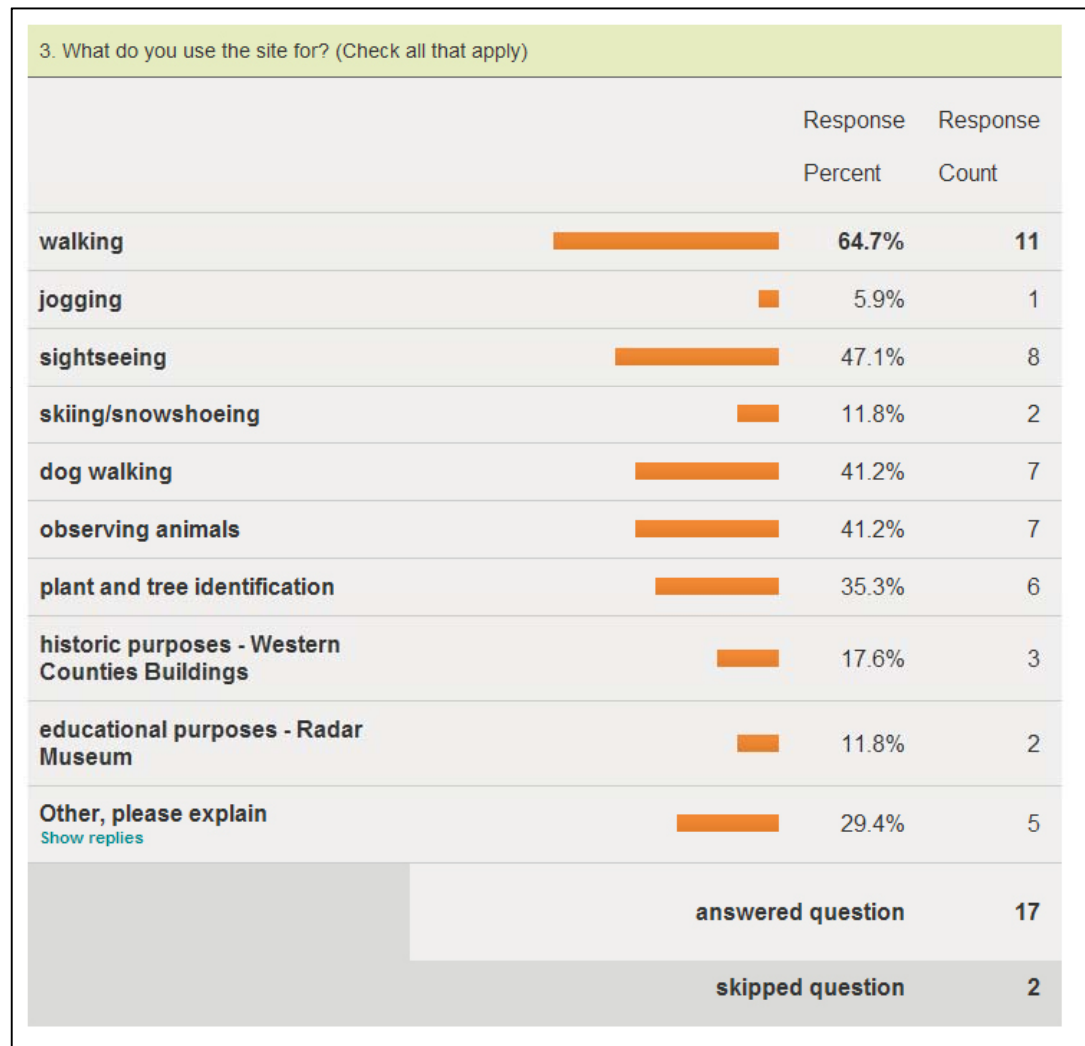 3. What do you use the site for? (Check all that apply)
Response Response
Percent Count
walking 64.7% 11
jogging 5.9% 1
sightseeing 47.1% 8
skiing/snowshoeing 11.8% 2
dog walking 41.2% 7
observing animals 41.2% 7
plant and tree identification 35.3% 6
historic purposes - Western
Counties Buildings 17.6% 3
educational purposes - Radar
Museum 11.8% 2
Other, please explain 29.4% 5
Show replies
answered question 17
skipped question 2